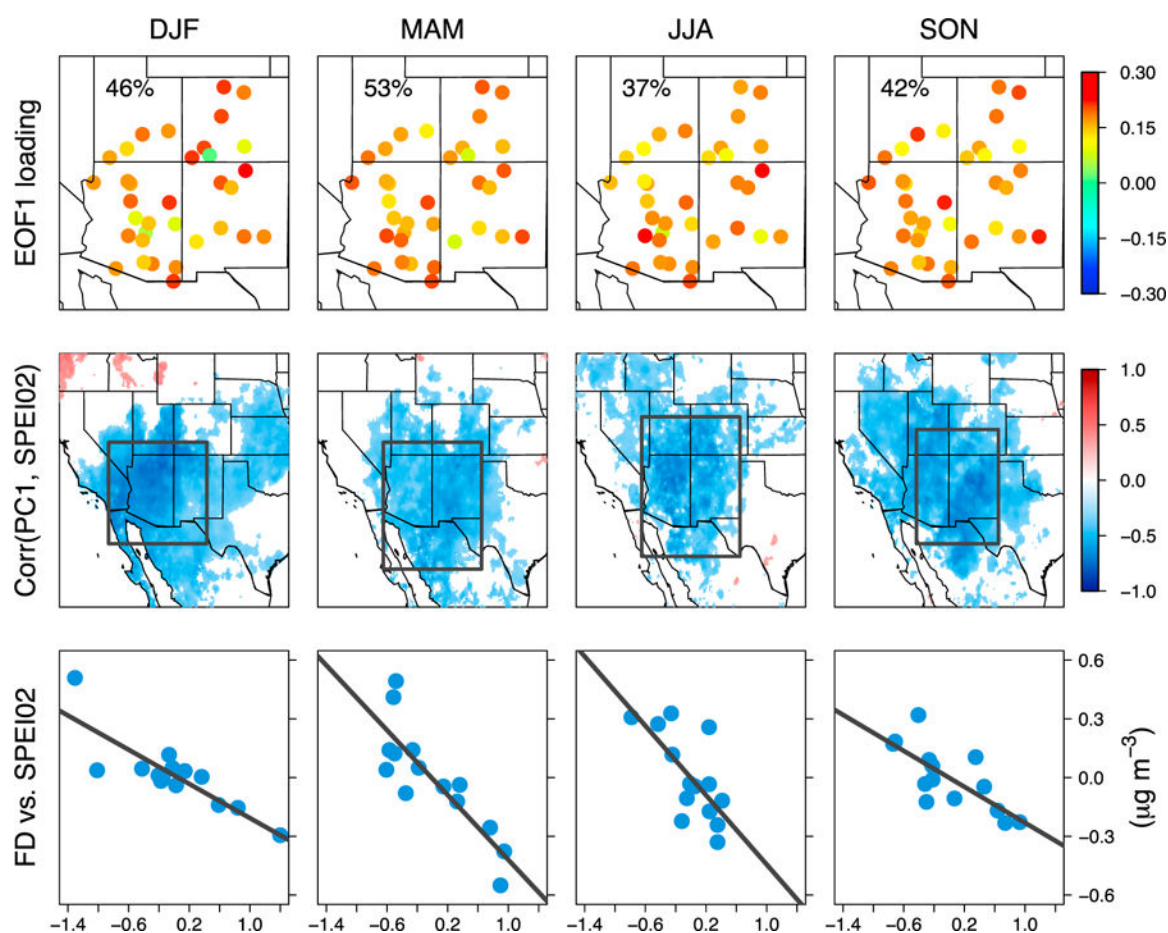 DJF MAM JJA SON
EOF1 loading
46% 53% 37% 42%
0.30
0.15
0.00
−0.15
−0.30
Corr(PC1, SPEI02)
1.0
0.5
0.0
−0.5
−1.0
FD vs. SPEI02
0.6
0.3
0.0
−0.3
−0.6
(μg m⁻³)
−1.4 −0.6 0.2 1.0 −1.4 −0.6 0.2 1.0 −1.4 −0.6 0.2 1.0 −1.4 −0.6 0.2 1.0